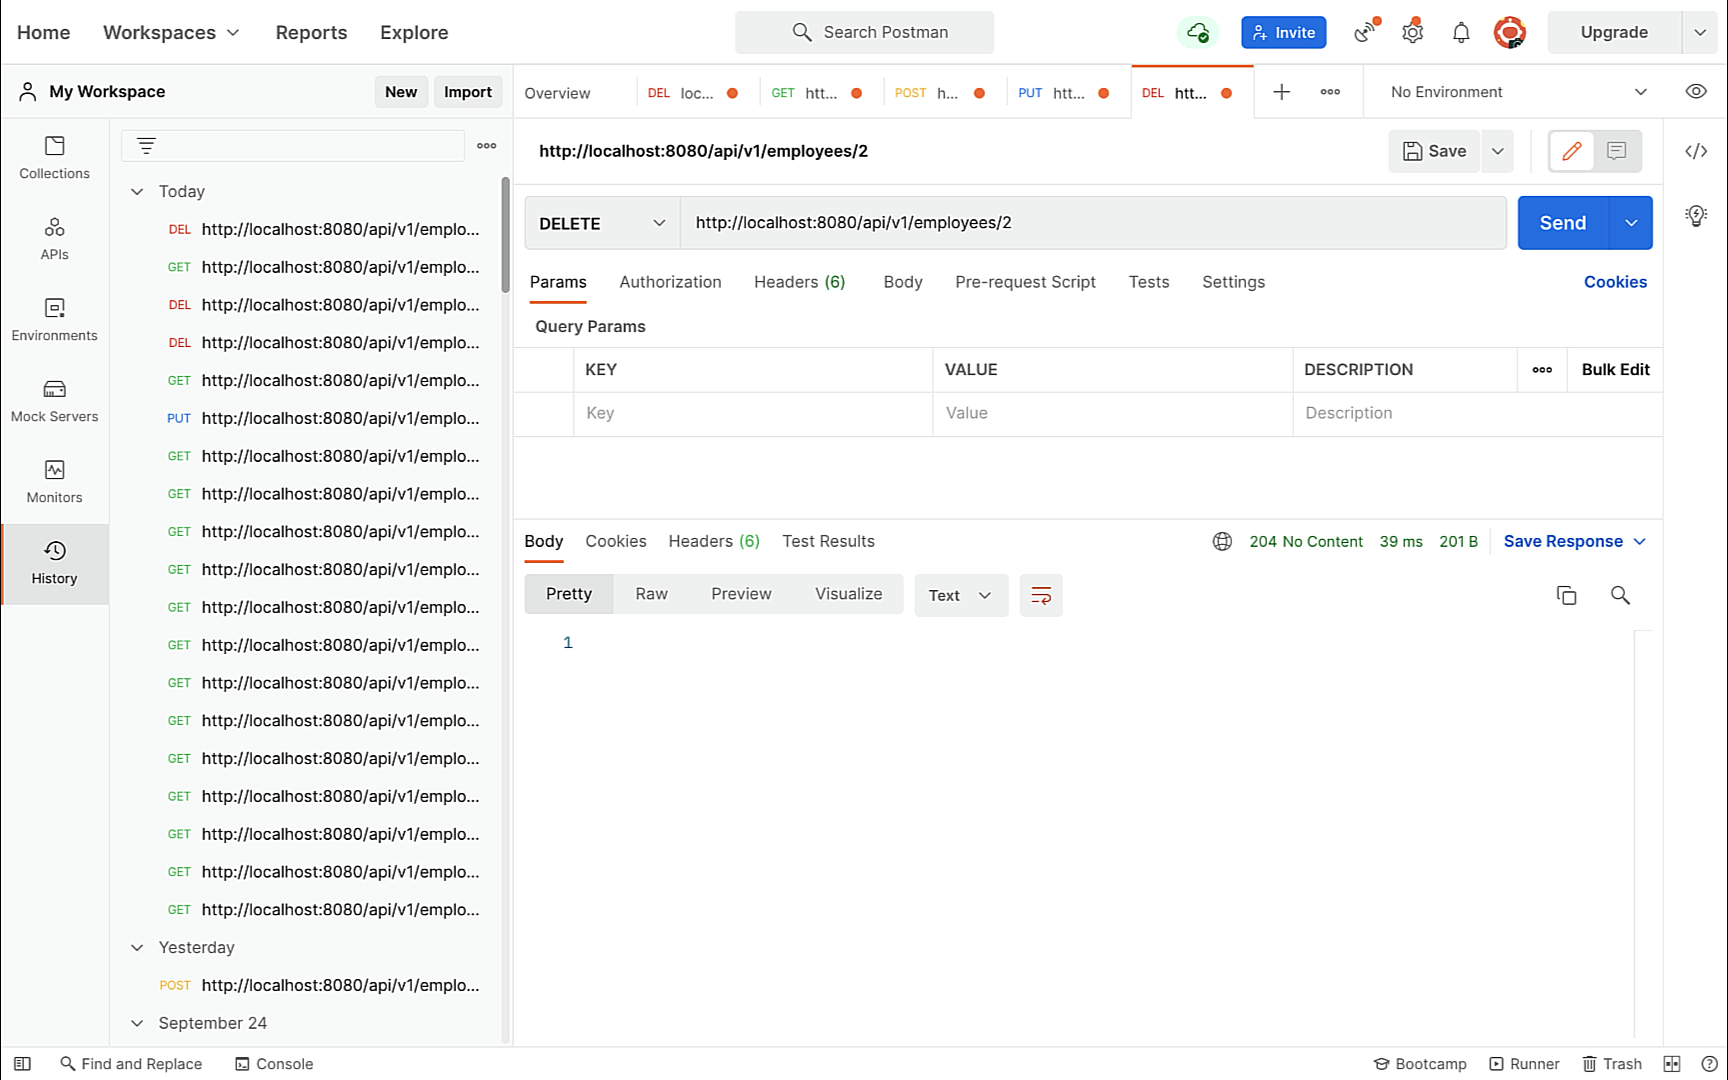 Home Workspaces Reports Explore Search Postman Invite Upgrade
My Workspace New Import
Overview DEL loc... GET htt... POST h... PUT htt... DEL htt... No Environment
Collections
APIs
Environments
Mock Servers
Monitors
History
Today
DEL http://localhost:8080/api/v1/emplo...
GET http://localhost:8080/api/v1/emplo...
DEL http://localhost:8080/api/v1/emplo...
DEL http://localhost:8080/api/v1/emplo...
GET http://localhost:8080/api/v1/emplo...
PUT http://localhost:8080/api/v1/emplo...
GET http://localhost:8080/api/v1/emplo...
GET http://localhost:8080/api/v1/emplo...
GET http://localhost:8080/api/v1/emplo...
GET http://localhost:8080/api/v1/emplo...
GET http://localhost:8080/api/v1/emplo...
GET http://localhost:8080/api/v1/emplo...
GET http://localhost:8080/api/v1/emplo...
GET http://localhost:8080/api/v1/emplo...
GET http://localhost:8080/api/v1/emplo...
GET http://localhost:8080/api/v1/emplo...
GET http://localhost:8080/api/v1/emplo...
GET http://localhost:8080/api/v1/emplo...
GET http://localhost:8080/api/v1/emplo...
Yesterday
POST http://localhost:8080/api/v1/emplo...
September 24
http://localhost:8080/api/v1/employees/2 Save
DELETE http://localhost:8080/api/v1/employees/2 Send
Params Authorization Headers (6) Body Pre-request Script Tests Settings Cookies
Query Params
KEY VALUE DESCRIPTION Bulk Edit
Key Value Description
Body Cookies Headers (6) Test Results 204 No Content 39 ms 201 B Save Response
Pretty Raw Preview Visualize Text
1
Find and Replace Console Bootcamp Runner Trash